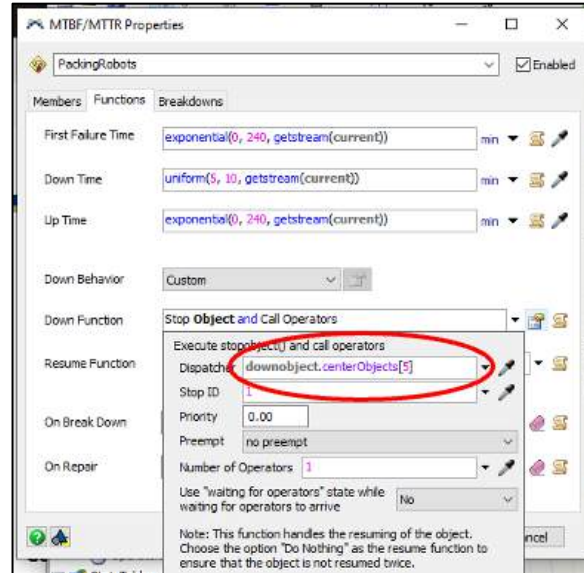 MTBF/MTTR Properties
PackingRobots
Enabled
Members Functions Breakdowns
First Failure Time exponential(0, 240, getstream(current)) min
Down Time uniform(5, 10, getstream(current)) min
Up Time exponential(0, 240, getstream(current)) min
Down Behavior Custom
Down Function Stop Object and Call Operators
Execute stopobject() and call operators
Dispatcher downobject.centerObjects[5]
Resume Function
Stop ID 1
Priority 0.00
On Break Down
Preempt no preempt
On Repair
Number of Operators 1
Use "waiting for operators" state while
waiting for operators to arrive No
Note: This function handles the resuming of the object.
Choose the option "Do Nothing" as the resume function to
ensure that the object is not resumed twice.